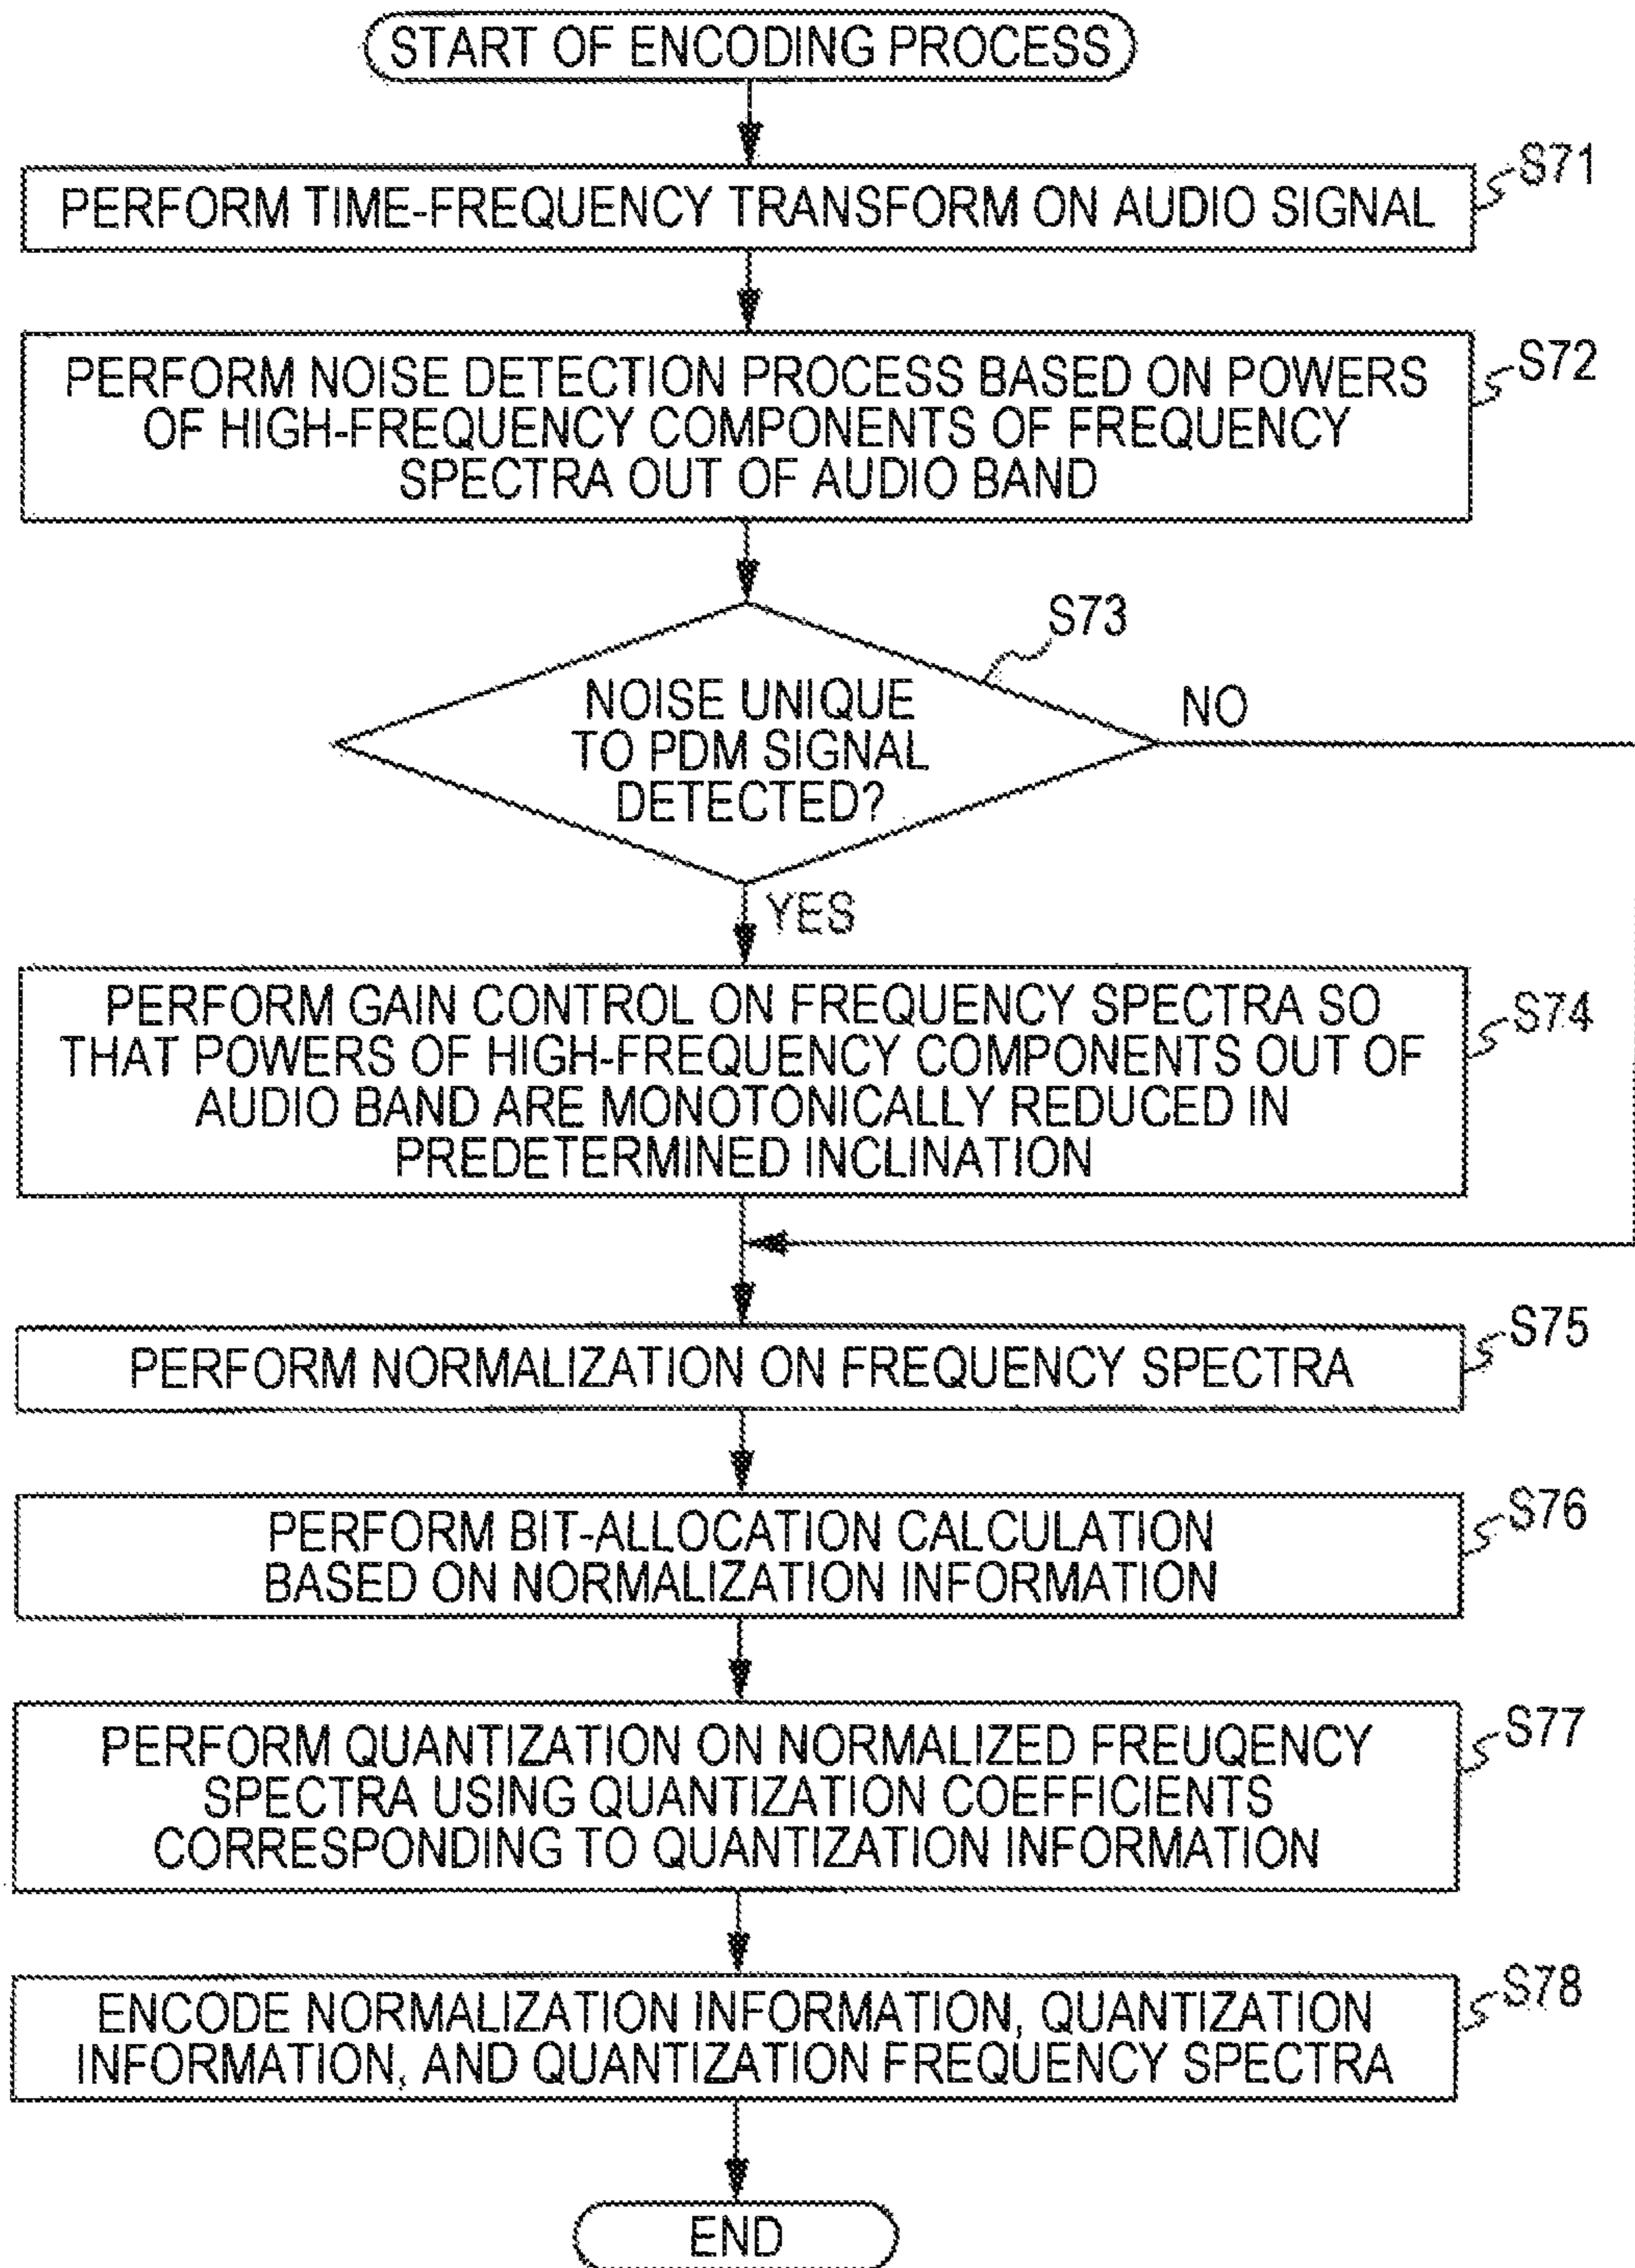 START OF ENCODING PROCESS
S71
PERFORM TIME-FREQUENCY TRANSFORM ON AUDIO SIGNAL
S72
PERFORM NOISE DETECTION PROCESS BASED ON POWERS
OF HIGH-FREQUENCY COMPONENTS OF FREQUENCY
SPECTRA OUT OF AUDIO BAND
S73
NOISE UNIQUE
TO PDM SIGNAL
DETECTED?
NO
YES
S74
PERFORM GAIN CONTROL ON FREQUENCY SPECTRA SO
THAT POWERS OF HIGH-FREQUENCY COMPONENTS OUT OF
AUDIO BAND ARE MONOTONICALLY REDUCED IN
PREDETERMINED INCLINATION
S75
PERFORM NORMALIZATION ON FREQUENCY SPECTRA
S76
PERFORM BIT-ALLOCATION CALCULATION
BASED ON NORMALIZATION INFORMATION
S77
PERFORM QUANTIZATION ON NORMALIZED FREUQENCY
SPECTRA USING QUANTIZATION COEFFICIENTS
CORRESPONDING TO QUANTIZATION INFORMATION
S78
ENCODE NORMALIZATION INFORMATION, QUANTIZATION
INFORMATION, AND QUANTIZATION FREQUENCY SPECTRA
END